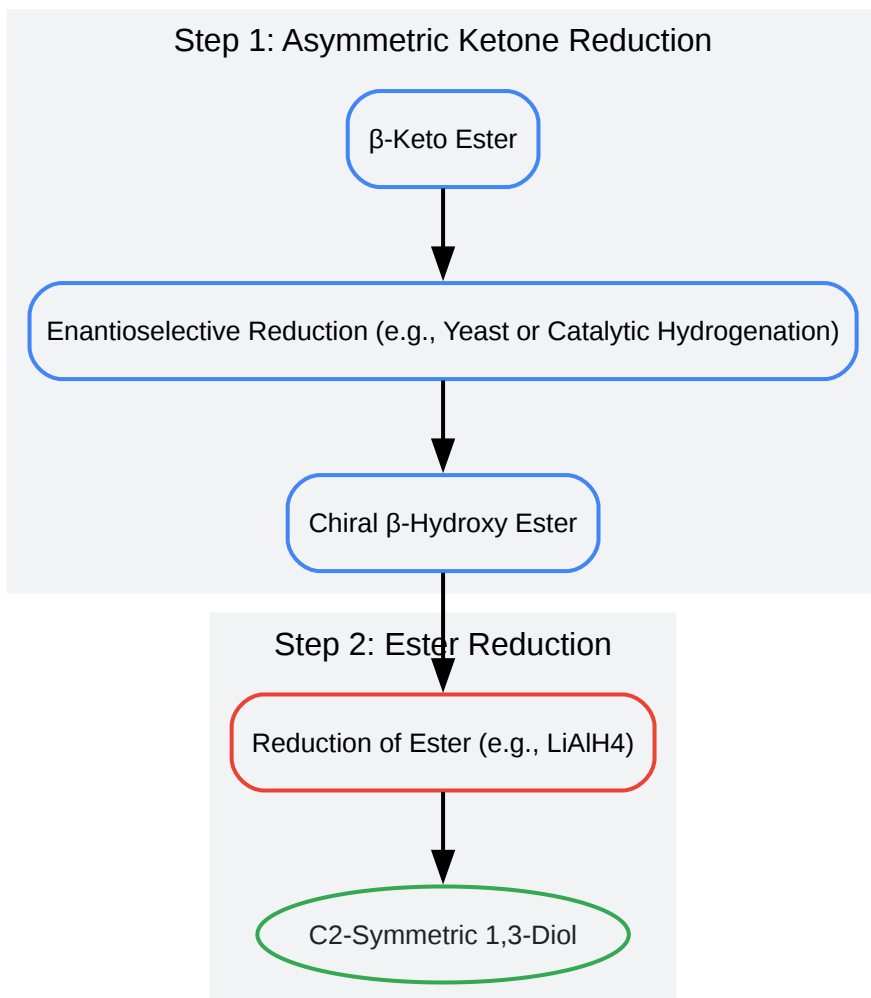 Step 1: Asymmetric Ketone Reduction
β-Keto Ester
Enantioselective Reduction (e.g., Yeast or Catalytic Hydrogenation)
Chiral β-Hydroxy Ester
Step 2: Ester Reduction
Reduction of Ester (e.g., LiAlH4)
C2-Symmetric 1,3-Diol